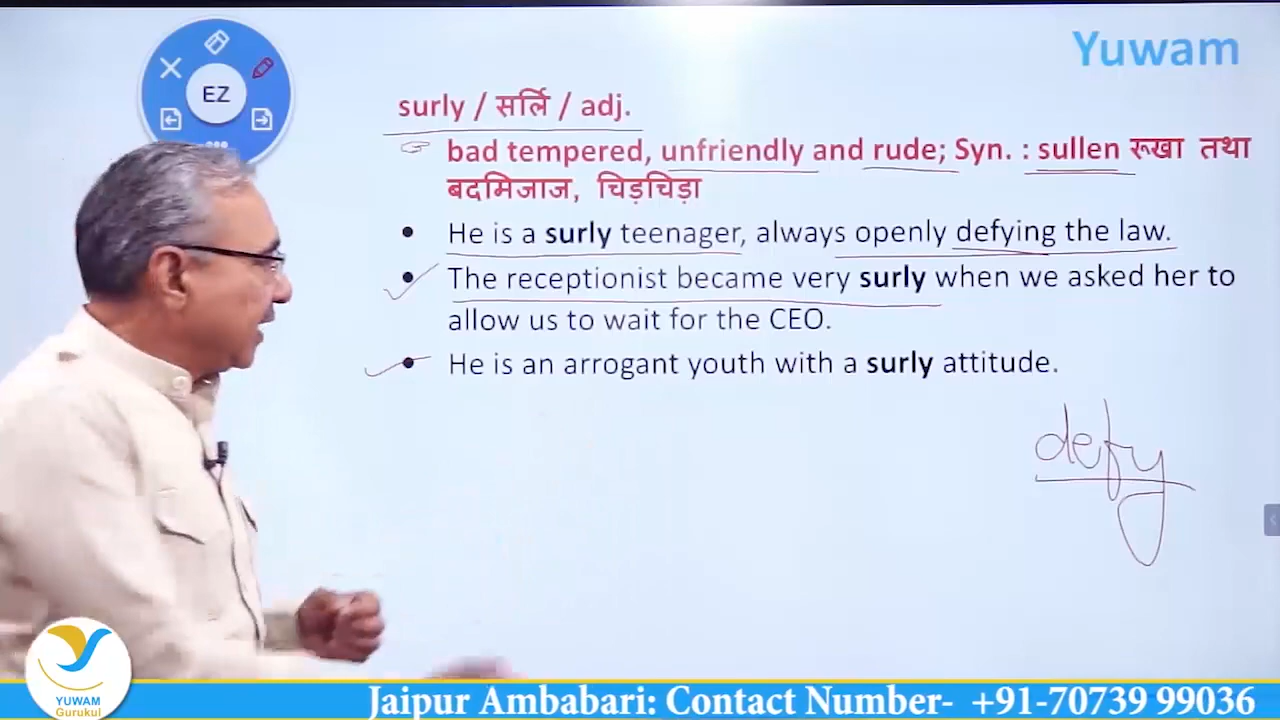 Yuwam
EZ
surly / सर्लि / adj.
bad tempered, unfriendly and rude; Syn. : sullen रूखा तथा
बदमिजाज, चिड़चिड़ा
• He is a surly teenager, always openly defying the law.
• The receptionist became very surly when we asked her to
allow us to wait for the CEO.
• He is an arrogant youth with a surly attitude.
defy
YUWAM
Gurukul
Jaipur Ambabari: Contact Number- +91-70739 99036